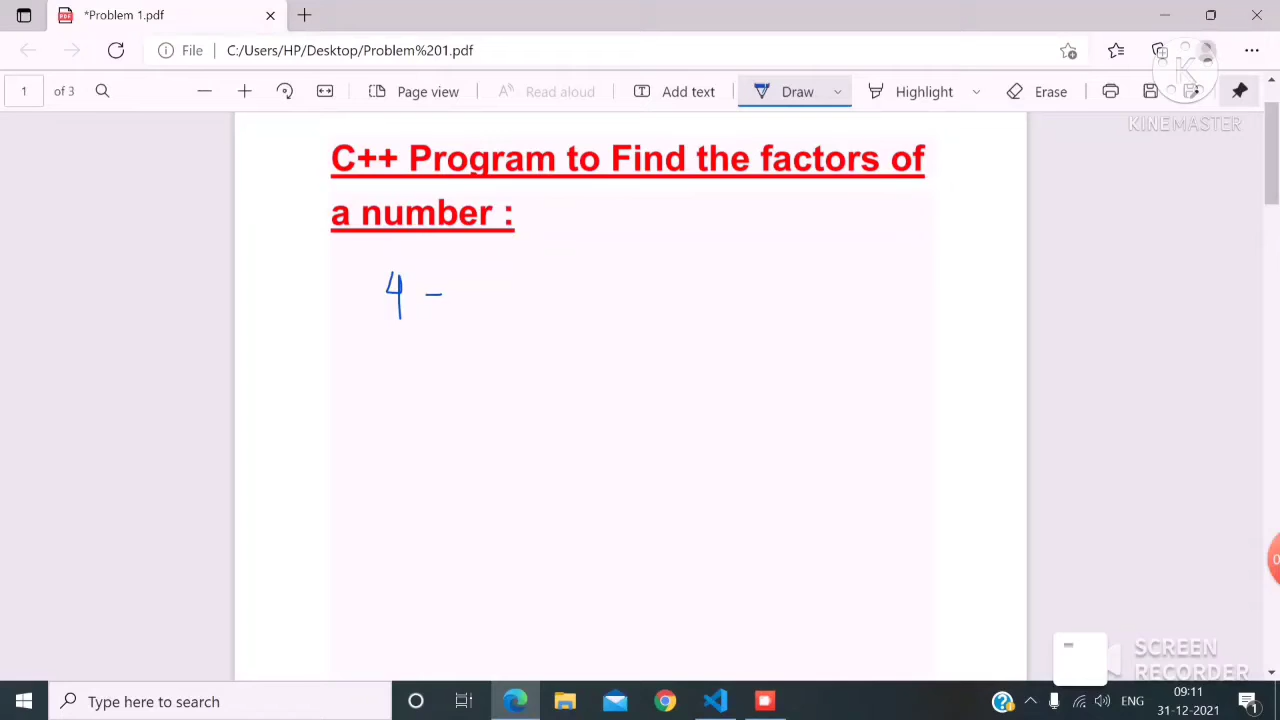 *Problem 1.pdf
File C:/Users/HP/Desktop/Problem%201.pdf
1 of 3 Page view Read aloud Add text Draw Highlight Erase
KINEMASTER
C++ Program to Find the factors of
a number :
4 -
SCREEN
RECORDER
Type here to search
ENG
09:11
31-12-2021